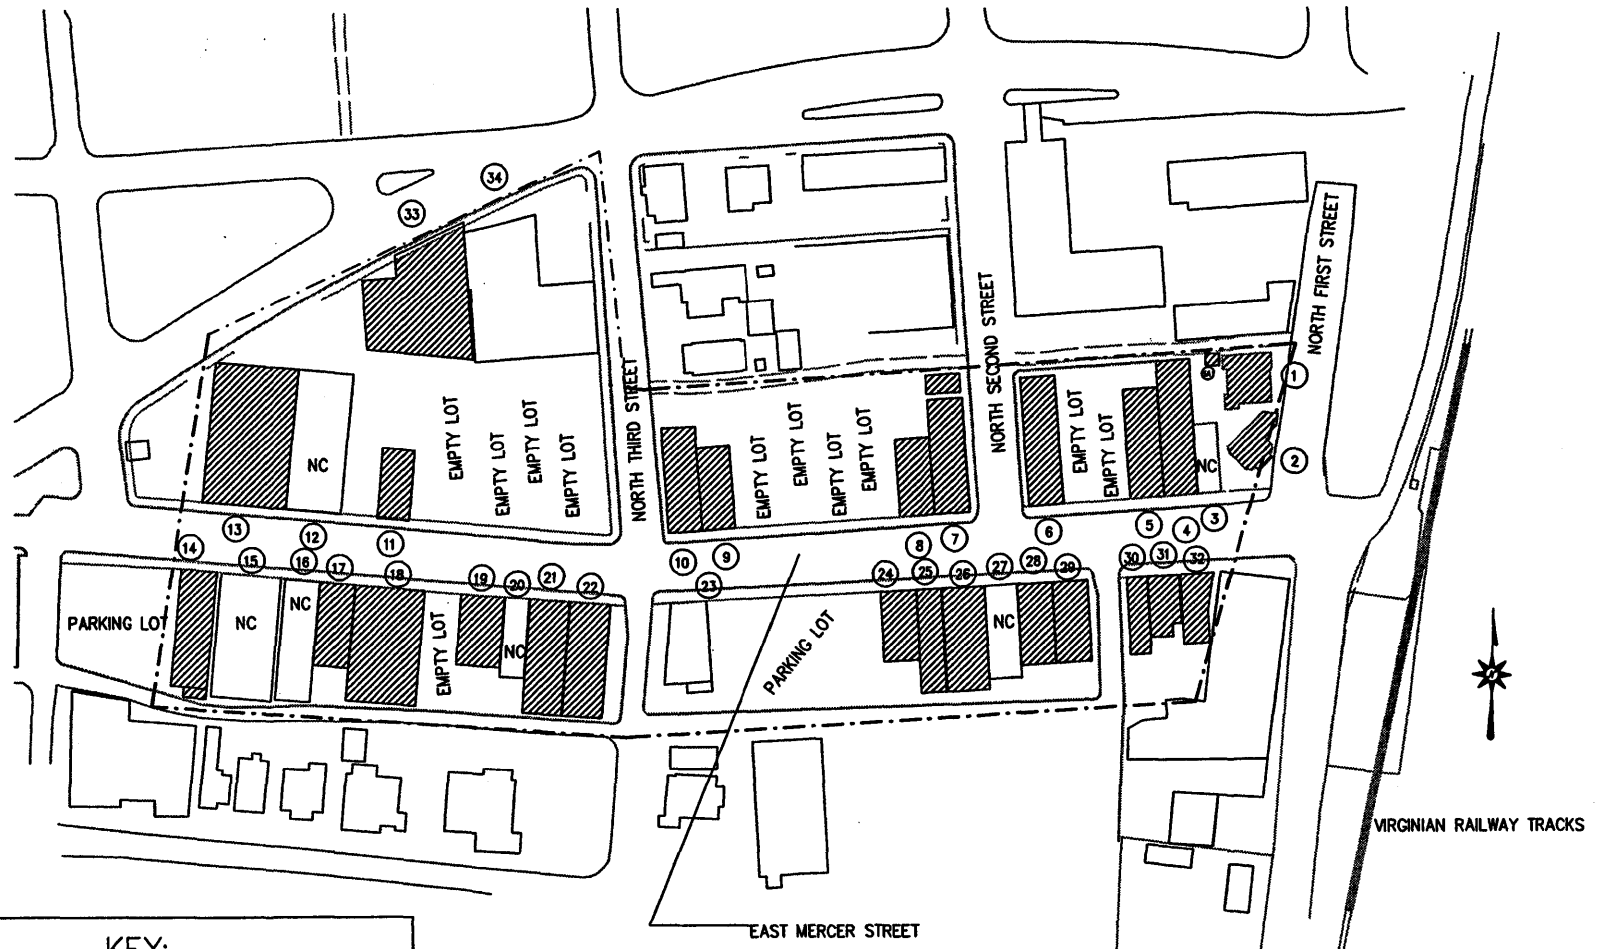 34
33
NORTH FIRST STREET
NORTH SECOND STREET
NORTH THIRD STREET
1
2
EMPTY LOT
EMPTY LOT
EMPTY LOT
EMPTY LOT
NC
EMPTY LOT
EMPTY LOT
EMPTY LOT
EMPTY LOT
EMPTY LOT
EMPTY LOT
NC
13
12
11
10
9
8
7
6
5
4
3
14
15
16
17
18
19
20
21
22
23
24
25
26
27
28
29
30
31
32
PARKING LOT
NC
NC
EMPTY LOT
NC
PARKING LOT
NC
VIRGINIAN RAILWAY TRACKS
EAST MERCER STREET
KEY: